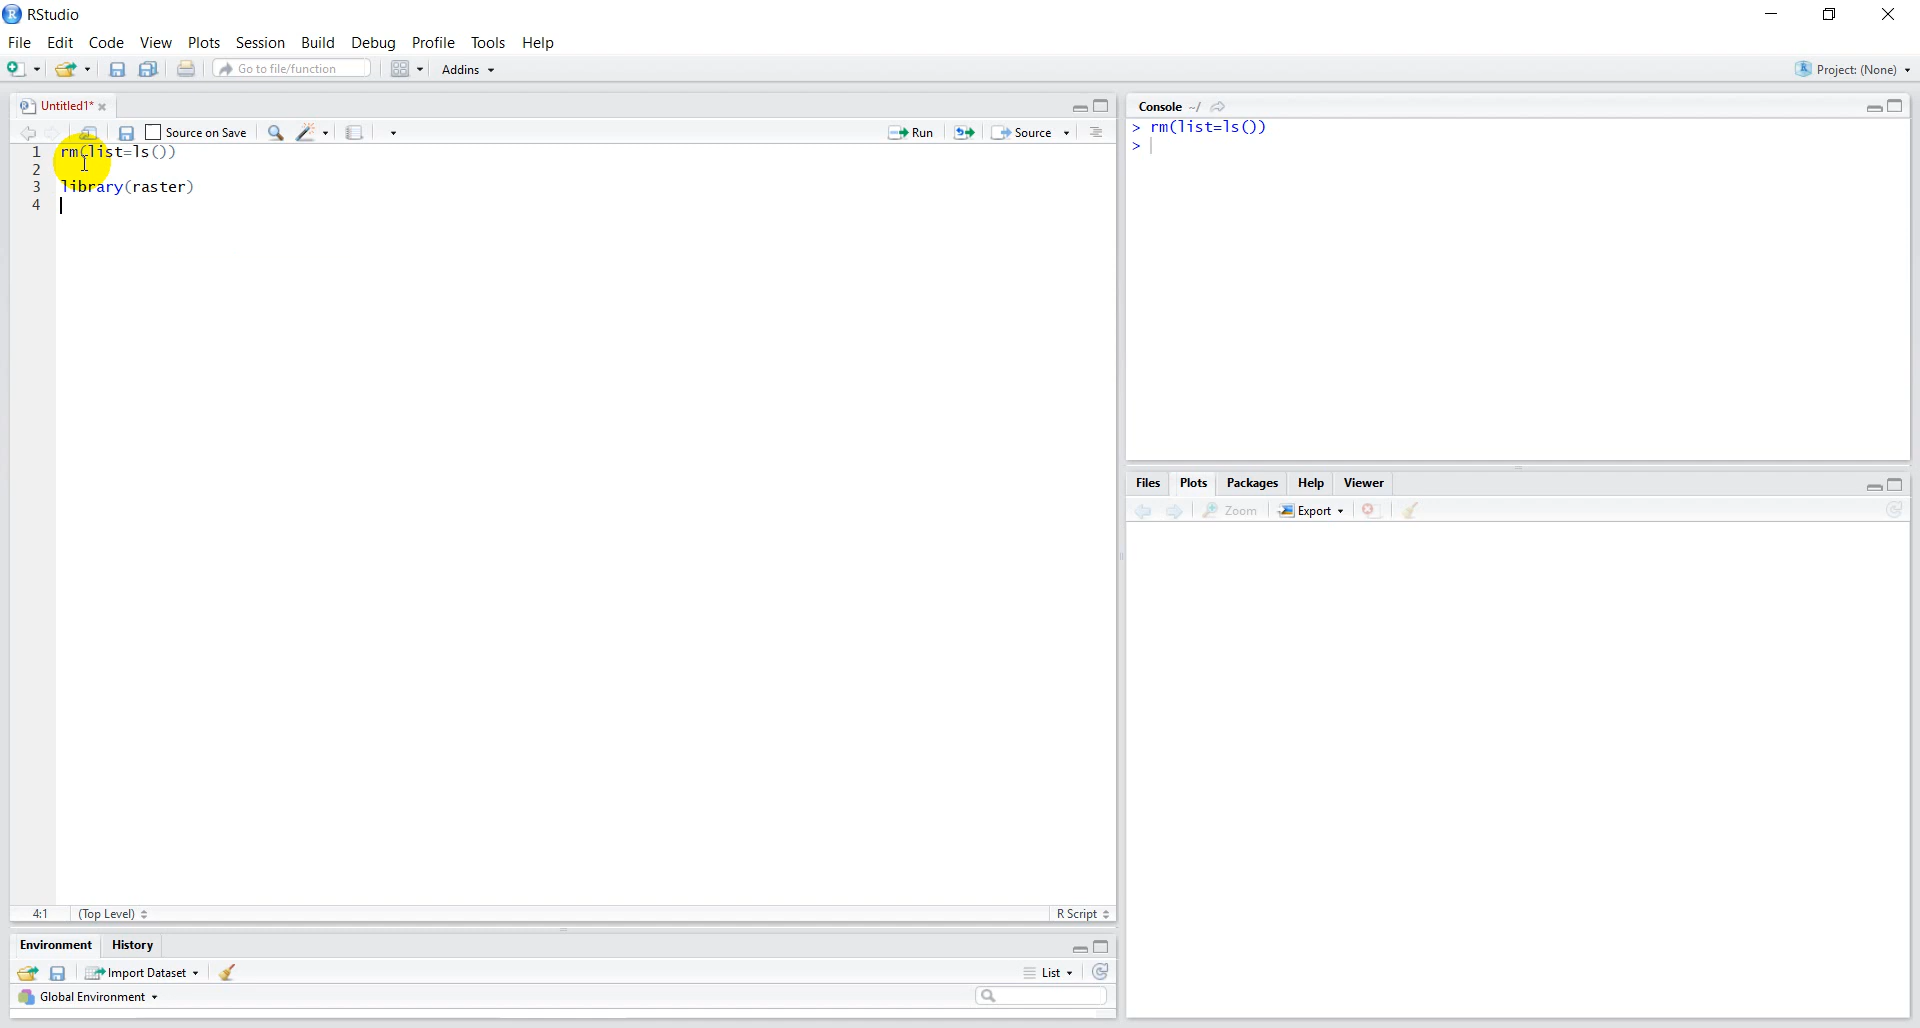 RStudio
File Edit Code View Plots Session Build Debug Profile Tools Help
Go to file/function Addins Project: (None)
Untitled1*
Source on Save Run Source
1 rm(list=ls())
2
3 library(raster)
4
4:1 (Top Level) R Script
Environment History
Import Dataset List
Global Environment
Console ~/
> rm(list=ls())
>
Files Plots Packages Help Viewer
Zoom Export